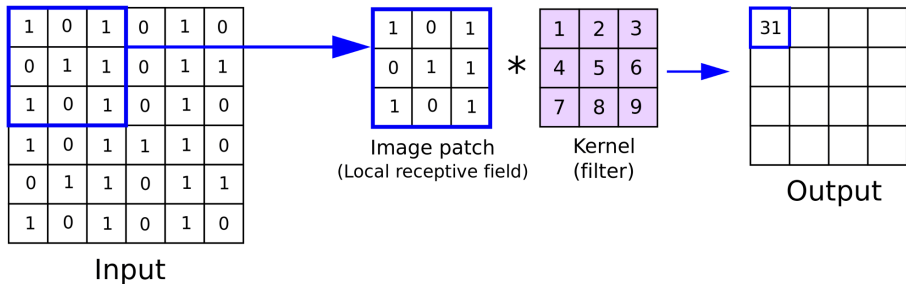 1 0 1 0 1 0
0 1 1 0 1 1
1 0 1 0 1 0
1 0 1 1 1 0
0 1 1 0 1 1
1 0 1 0 1 0
Input
1 0 1
0 1 1
1 0 1
Image patch
(Local receptive field)
*
1 2 3
4 5 6
7 8 9
Kernel
(filter)
31
Output